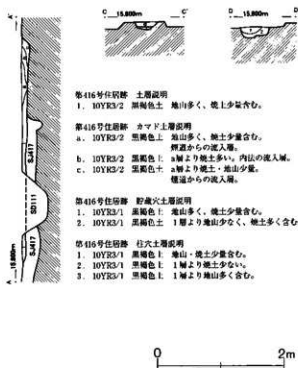 A'
C 15.800m C'
D 15.800m D'
第416号住居跡 土層説明
1. 10YR3/2 黒褐色土 地山多く、焼土少量含む。
第416号住居跡 カマド土層説明
a. 10YR3/2 黒褐色土 地山多く、焼土少量含む。
煙道からの流入層。
b. 10YR3/2 黒褐色土 a層より焼土多い。内伝の流入層。
c. 10YR3/2 黒褐色土 a層より焼土・地山少量。
煙道からの流入層。
第416号住居跡 貯蔵穴土層説明
1. 10YR3/1 黒褐色土 地山多く、焼土少量含む。
2. 10YR3/1 黒褐色土 1層より地山少なく、焼土多く含む
第416号住居跡 柱穴土層説明
1. 10YR3/1 黒褐色土 地山・焼土少量含む。
2. 10YR3/1 黒褐色土 1層より焼土少ない。
3. 10YR3/1 黒褐色土 1層より地山多く含む。
SJ417
SD111
SJ417
A 15.800m
0 2m